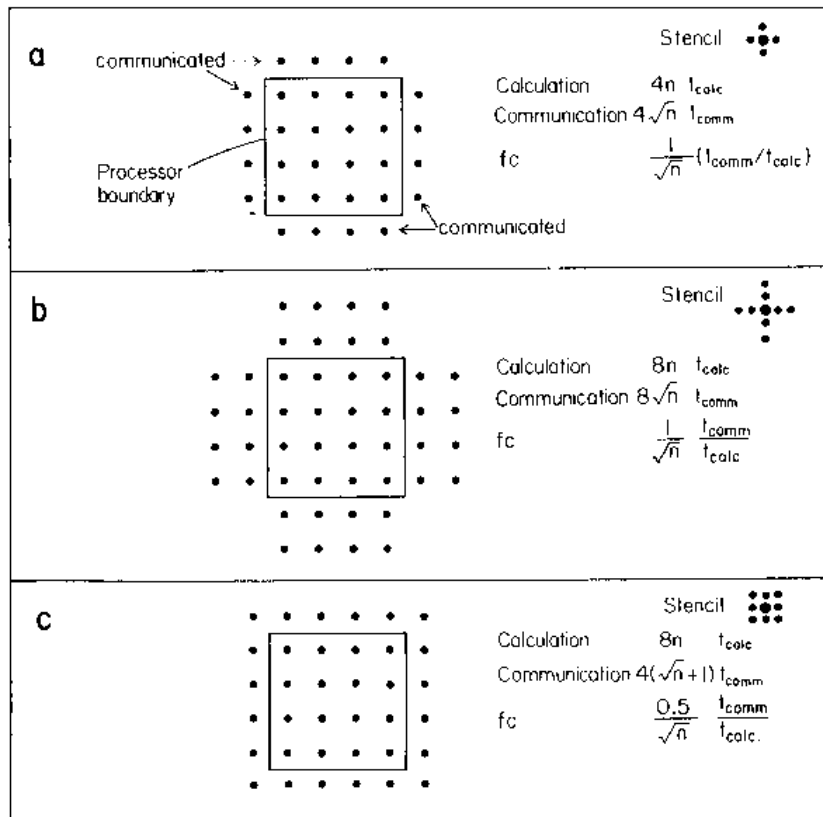 a
communicated
Stencil
Calculation 4n t_calc
Communication 4√n t_comm
fc 1/√n (t_comm/t_calc)
Processor
boundary
communicated
b
Stencil
Calculation 8n t_calc
Communication 8√n t_comm
fc 1/√n t_comm/t_calc
c
Stencil
Calculation 8n t_calc
Communication 4(√n+1) t_comm
fc 0.5/√n t_comm/t_calc.